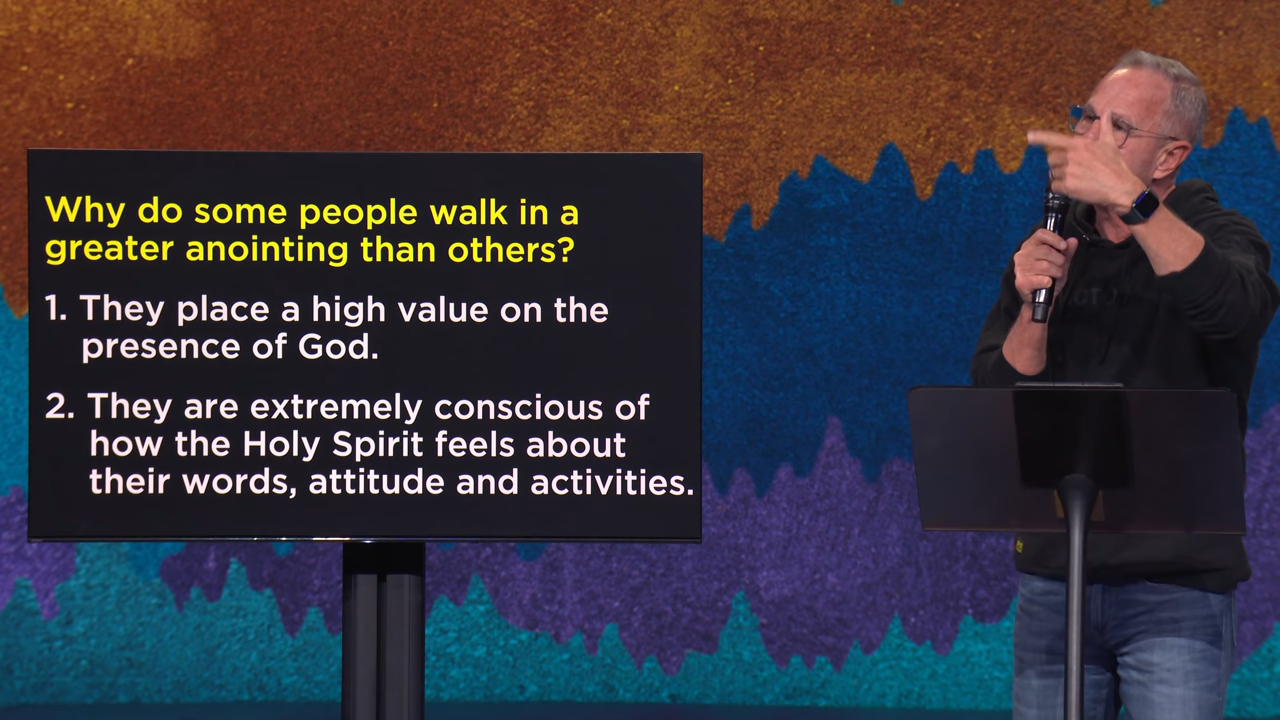 Why do some people walk in a
greater anointing than others?
1. They place a high value on the
presence of God.
2. They are extremely conscious of
how the Holy Spirit feels about
their words, attitude and activities.